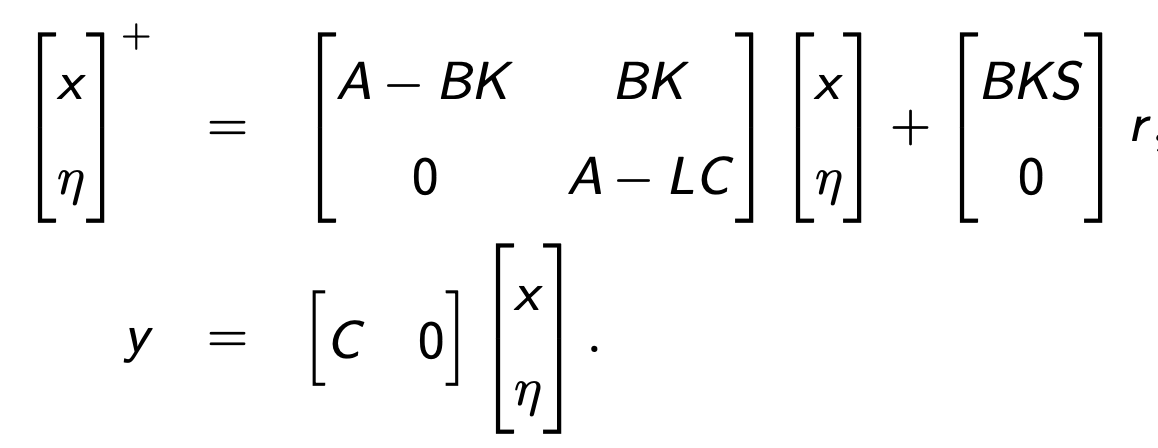 [x η]⁺ = [A − BK BK 0 A − LC] [x η] + [BKS 0] r,
y = [C 0] [x η] .